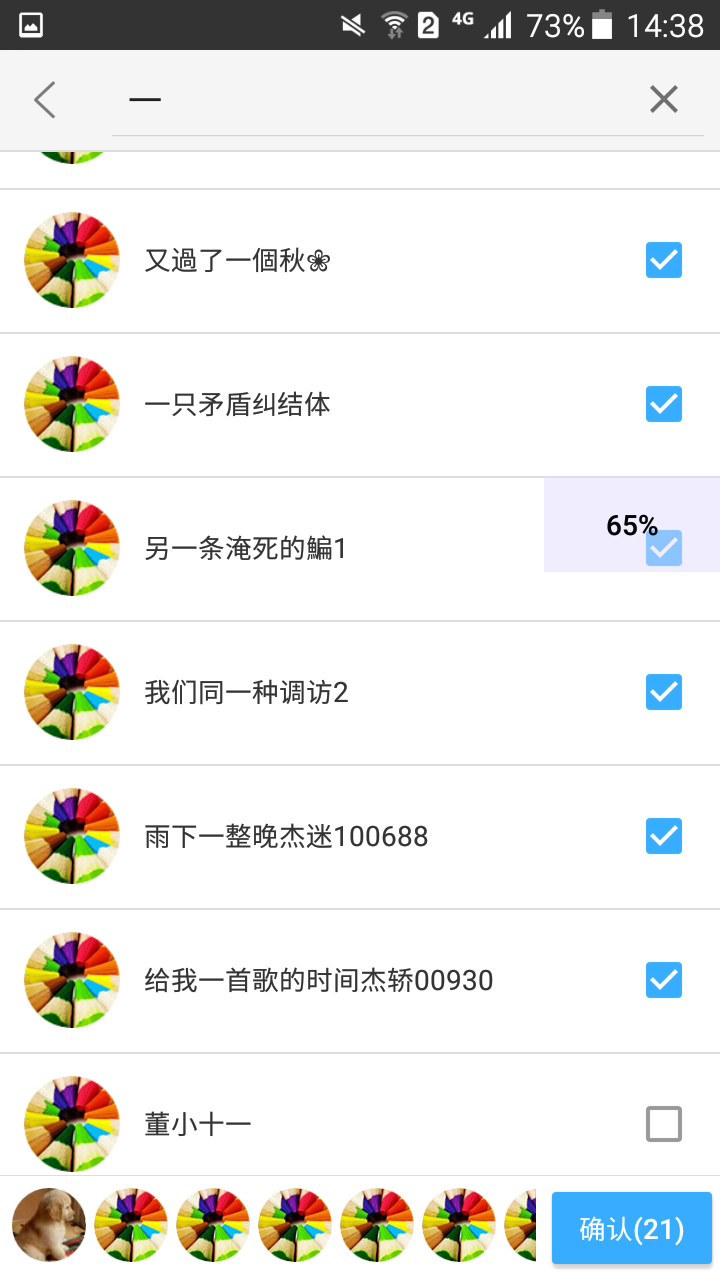 2 4G 73% 14:38
一
又過了一個秋❀
一只矛盾纠结体
65%
另一条淹死的鳊1
我们同一种调访2
雨下一整晚杰迷100688
给我一首歌的时间杰轿00930
董小十一
确认(21)